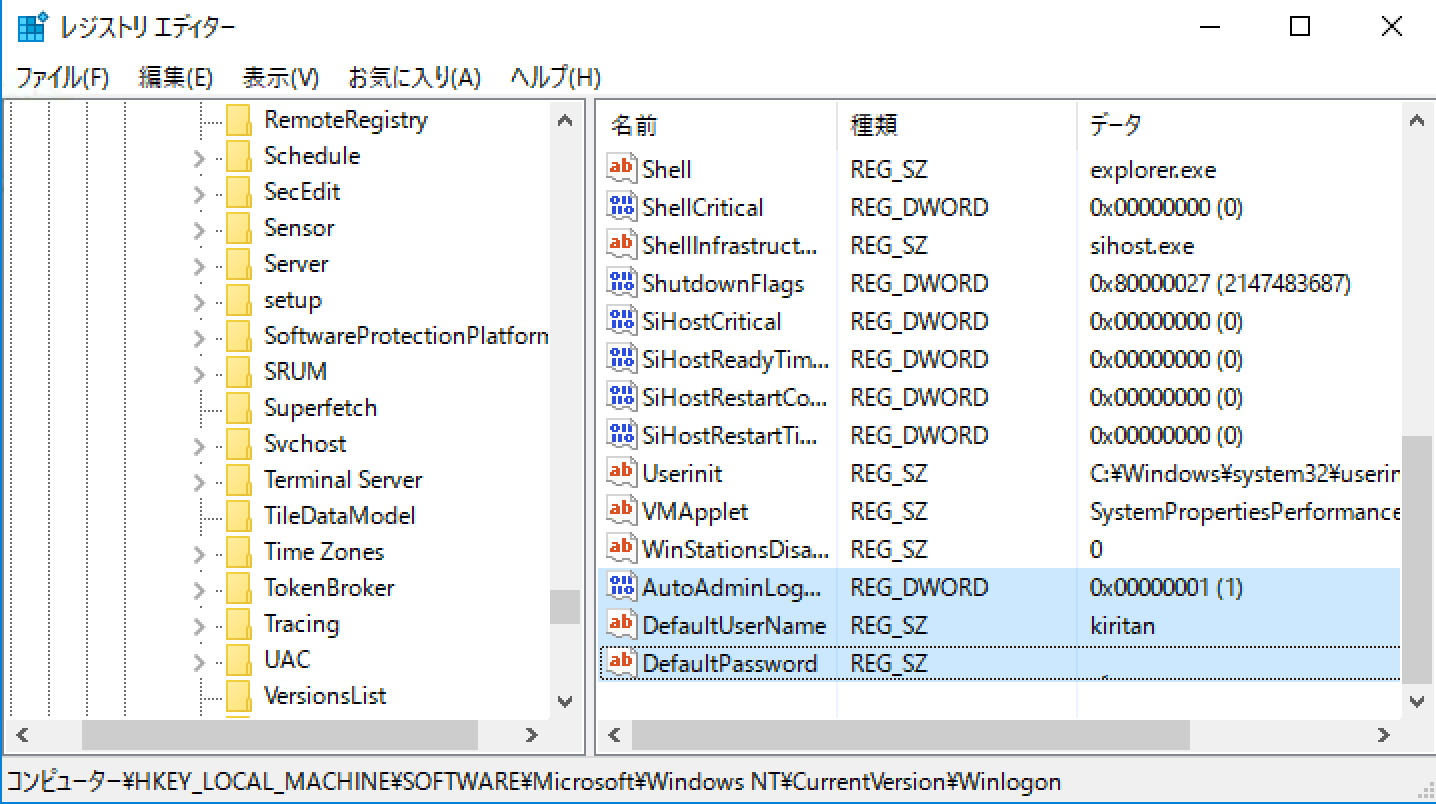 レジストリ エディター
ファイル(F) 編集(E) 表示(V) お気に入り(A) ヘルプ(H)
RemoteRegistry
Schedule
SecEdit
Sensor
Server
setup
SoftwareProtectionPlatform
SRUM
Superfetch
Svchost
Terminal Server
TileDataModel
Time Zones
TokenBroker
Tracing
UAC
VersionsList
名前 種類 データ
Shell REG_SZ explorer.exe
ShellCritical REG_DWORD 0x00000000 (0)
ShellInfrastruct... REG_SZ sihost.exe
ShutdownFlags REG_DWORD 0x80000027 (2147483687)
SiHostCritical REG_DWORD 0x00000000 (0)
SiHostReadyTim... REG_DWORD 0x00000000 (0)
SiHostRestartCo... REG_DWORD 0x00000000 (0)
SiHostRestartTi... REG_DWORD 0x00000000 (0)
Userinit REG_SZ C:¥Windows¥system32¥userin
VMApplet REG_SZ SystemPropertiesPerformance
WinStationsDisa... REG_SZ 0
AutoAdminLog... REG_DWORD 0x00000001 (1)
DefaultUserName REG_SZ kiritan
DefaultPassword REG_SZ
コンピューター¥HKEY_LOCAL_MACHINE¥SOFTWARE¥Microsoft¥Windows NT¥CurrentVersion¥Winlogon